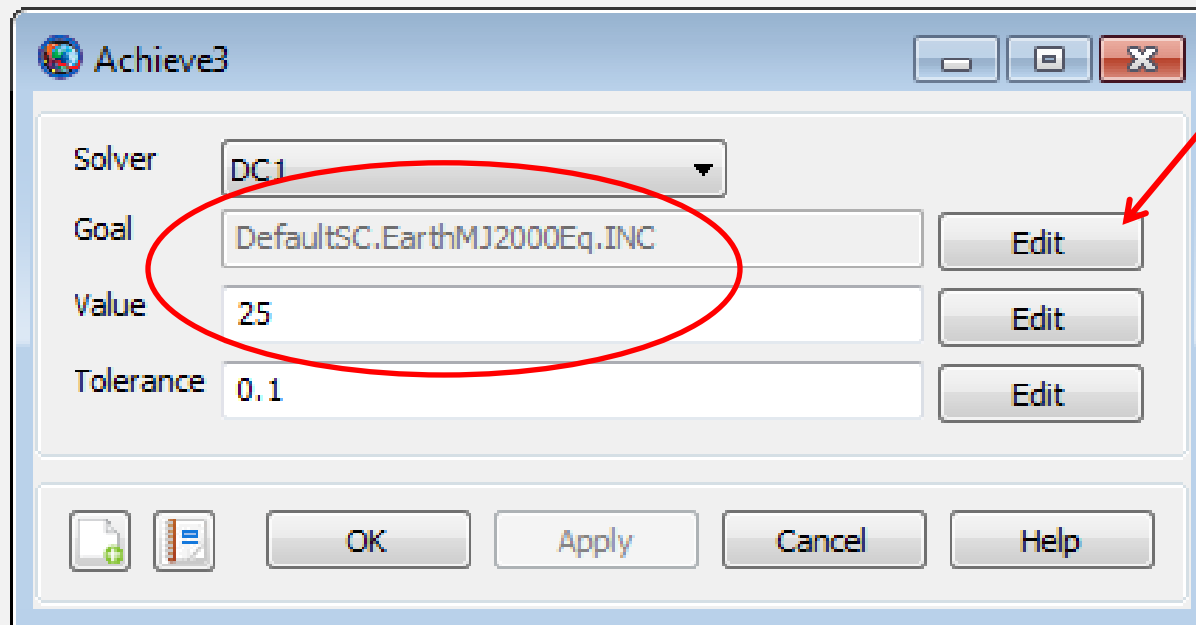 Achieve3
Solver DC1
Goal DefaultSC.EarthMJ2000Eq.INC Edit
Value 25 Edit
Tolerance 0.1 Edit
OK Apply Cancel Help